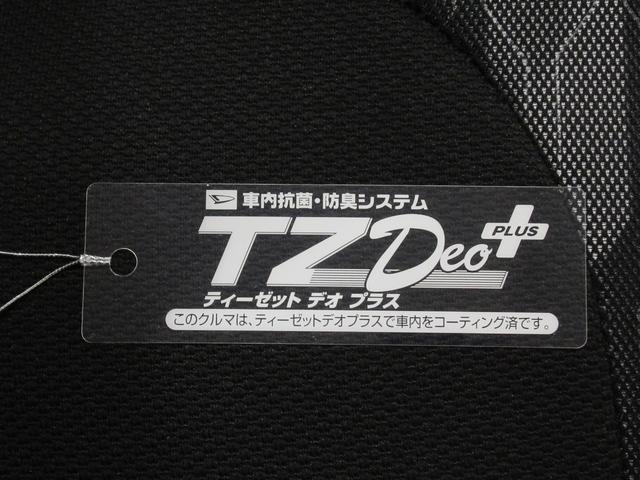 車内抗菌・防臭システム
TZ Deo PLUS
ティーゼット デオ プラス
このクルマは、ティーゼットデオプラスで車内をコーティング済です。